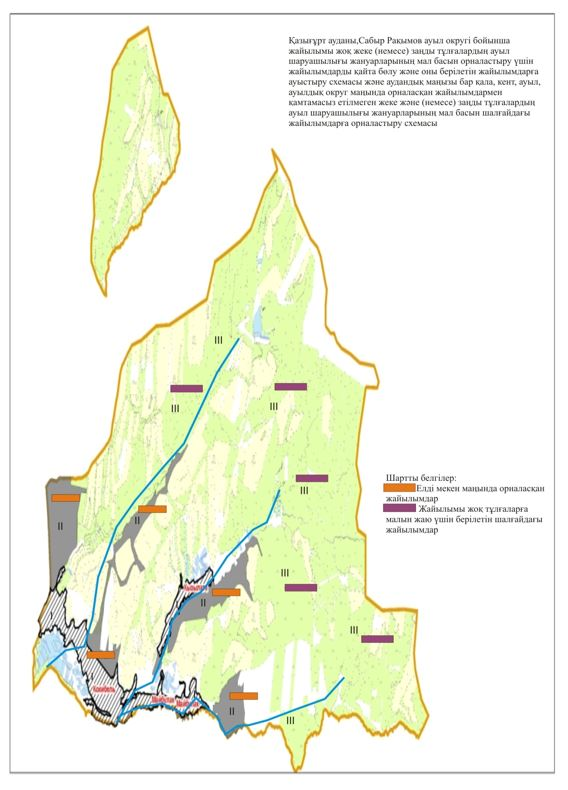 Қазығұрт ауданы,Сабыр Рақымов ауыл округі бойынша
жайылымы жоқ жеке (немесе) заңды тұлғалардың ауыл
шаруашылығы жануарларының мал басын орналастыру үшін
жайылымдарды қайта бөлу және оны берілетін жайылымдарға
ауыстыру схемасы және аудандық маңызы бар қала, кент, ауыл,
ауылдық округ маңында орналасқан жайылымдармен
қамтамасыз етілмеген жеке және (немесе) заңды тұлғалардың
ауыл шаруашылығы жануарларының мал басын шалғайдағы
жайылымдарға орналастыру схемасы
III
III
III
Шартты белгілер:
Елді мекен маңында орналасқан
жайылымдар
Жайылымы жоқ тұлғаларға
малын жаю үшін берілетін шалғайдағы
жайылымдар
III
II
II
III
II
III
II
III